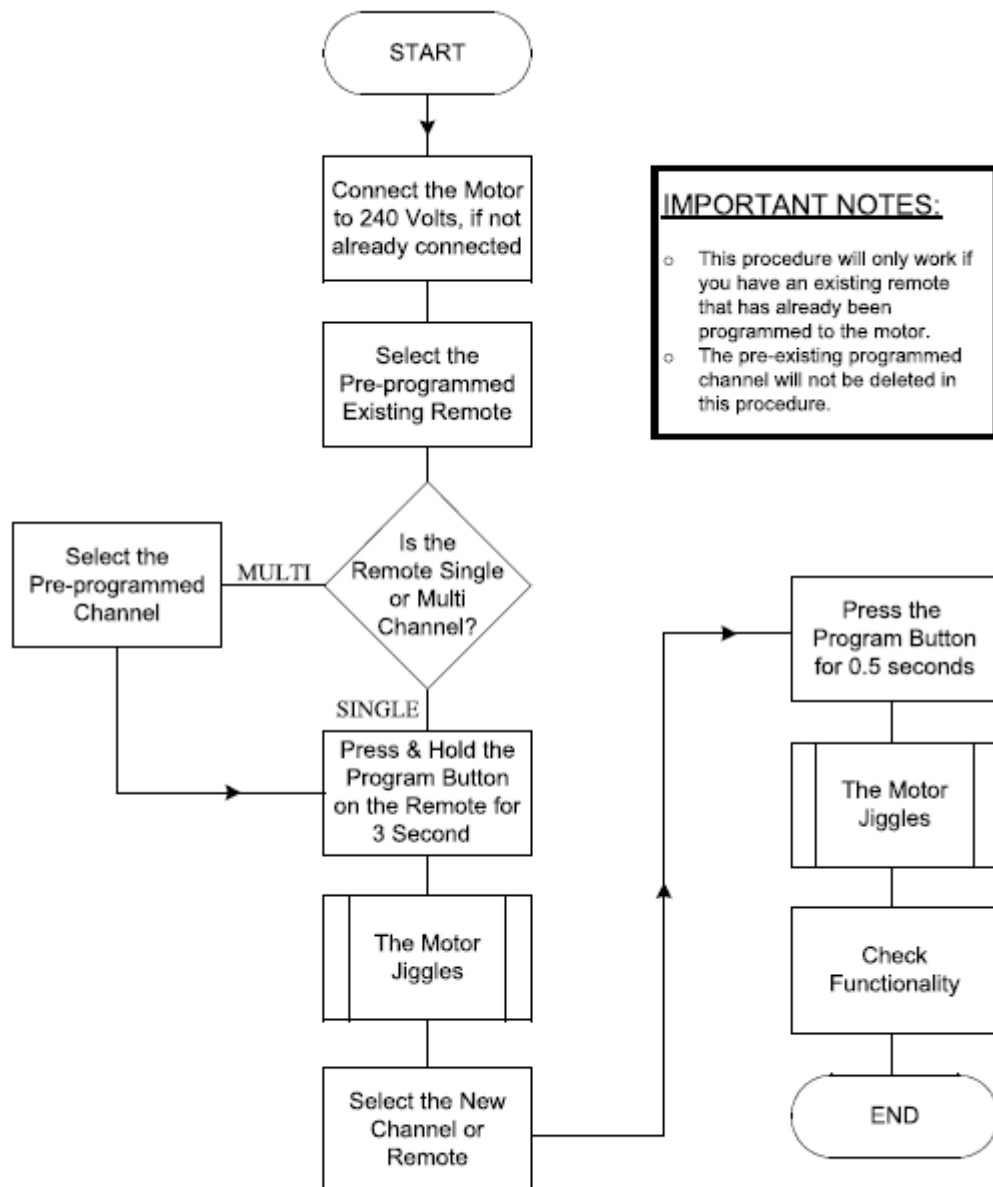 START
Connect the Motor
to 240 Volts, if not
already connected
IMPORTANT NOTES:
o This procedure will only work if
you have an existing remote
that has already been
programmed to the motor.
o The pre-existing programmed
channel will not be deleted in
this procedure.
Select the
Pre-programmed
Existing Remote
Is the
Remote Single
or Multi
Channel?
MULTI
Select the
Pre-programmed
Channel
SINGLE
Press & Hold the
Program Button
on the Remote for
3 Second
The Motor
Jiggles
Select the New
Channel or
Remote
Press the
Program Button
for 0.5 seconds
The Motor
Jiggles
Check
Functionality
END